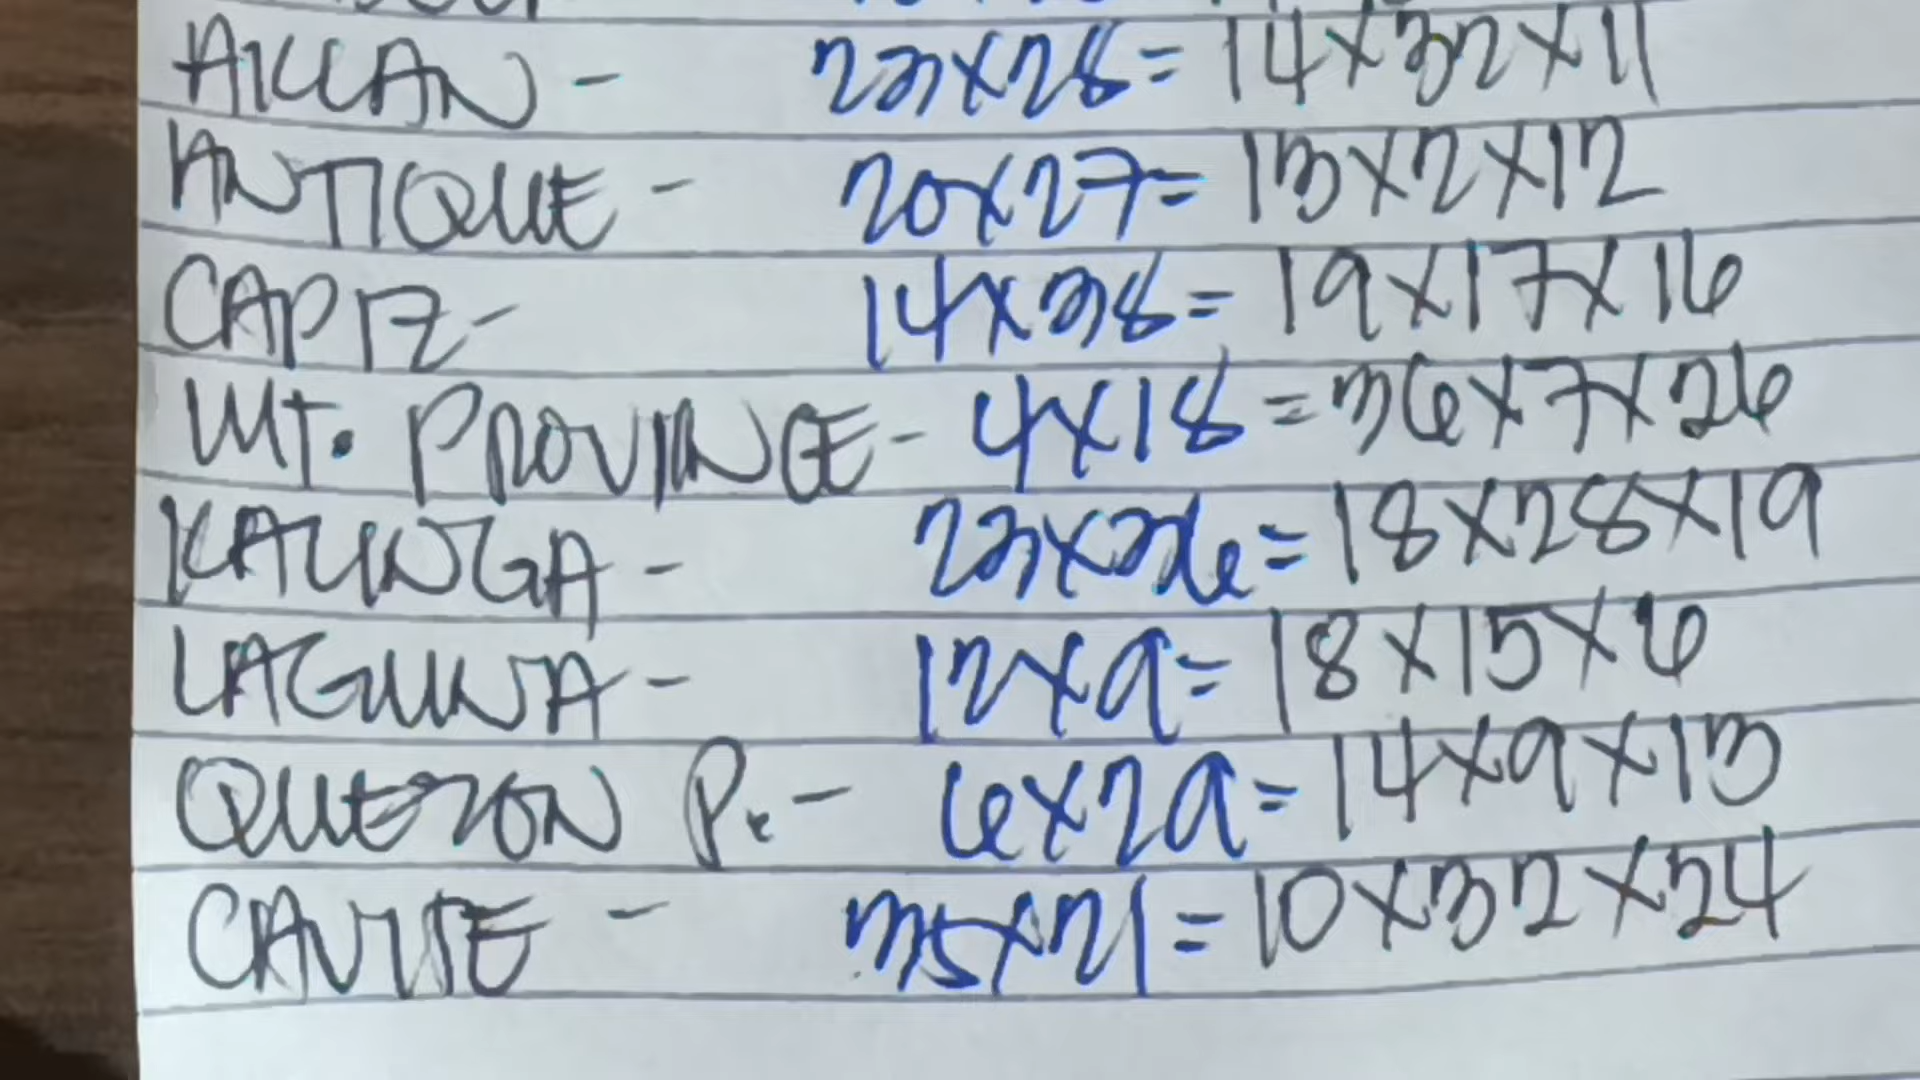 AKLAN - 23x28= 14x32x11
ANTIQUE - 20x27= 13x2x12
CAPIZ- 14x38= 19x17x16
MT. PROVINCE- 4x18 =36x7x26
KALINGA - 23x36= 18x28x19
LAGUNA - 12x9= 18x15x6
QUEZON P.- 6x29= 14x9x13
CAVITE - 35x21= 10x32x24